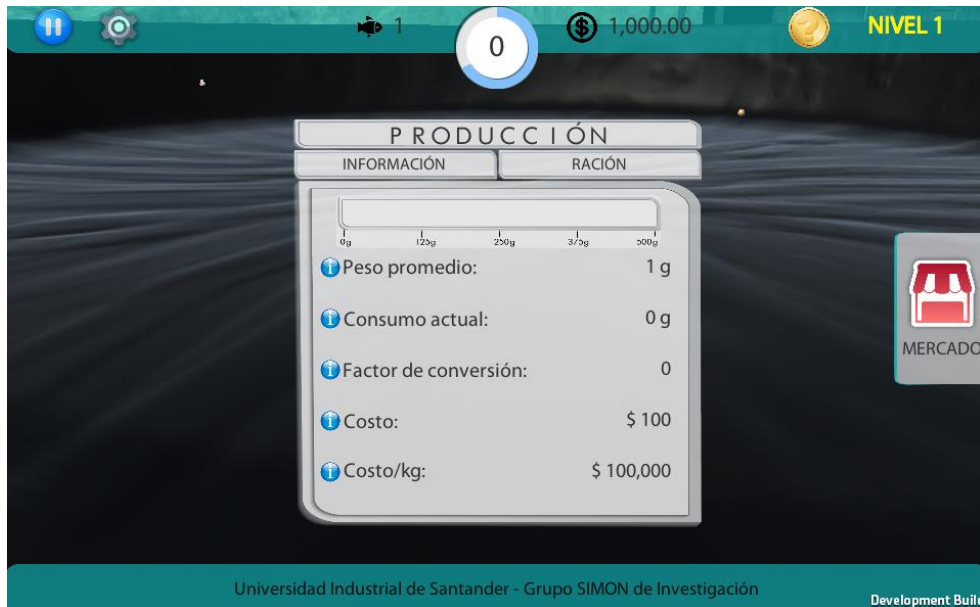 1
0
1,000.00
NIVEL 1
PRODUCCIÓN
INFORMACIÓN
RACIÓN
0g 125g 250g 375g 500g
Peso promedio: 1 g
Consumo actual: 0 g
Factor de conversión: 0
Costo: $ 100
Costo/kg: $ 100,000
MERCADO
Universidad Industrial de Santander - Grupo SIMON de Investigación
Development Build